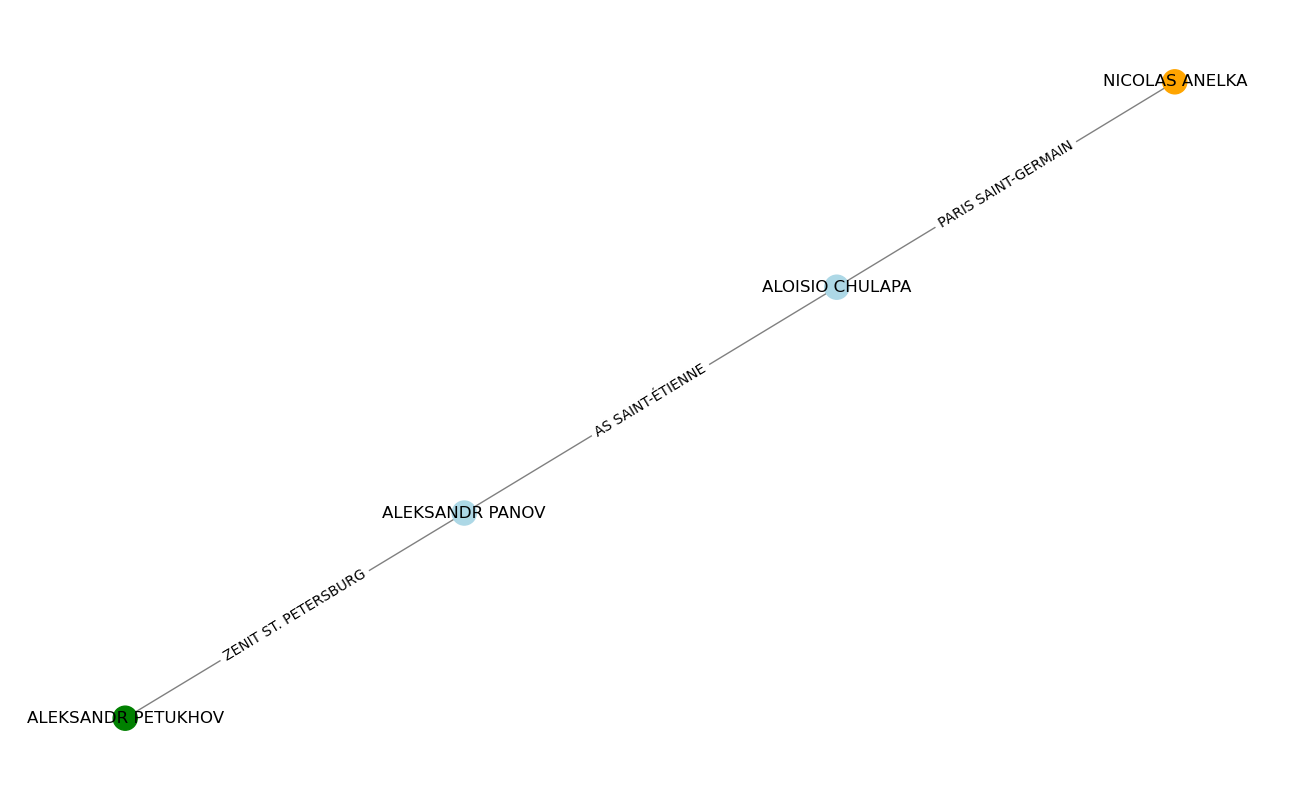 NICOLAS ANELKA
PARIS SAINT-GERMAIN
ALOISIO CHULAPA
AS SAINT-ÉTIENNE
ALEKSANDR PANOV
ZENIT ST. PETERSBURG
ALEKSANDR PETUKHOV